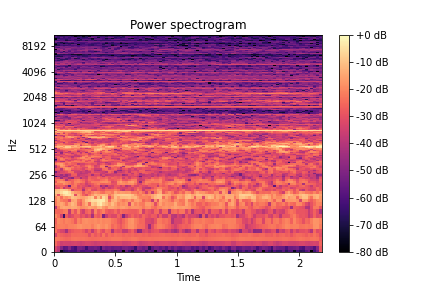 Power spectrogram
8192
4096
2048
1024
512
256
128
64
0
Hz
0
0.5
1
1.5
2
Time
+0 dB
-10 dB
-20 dB
-30 dB
-40 dB
-50 dB
-60 dB
-70 dB
-80 dB